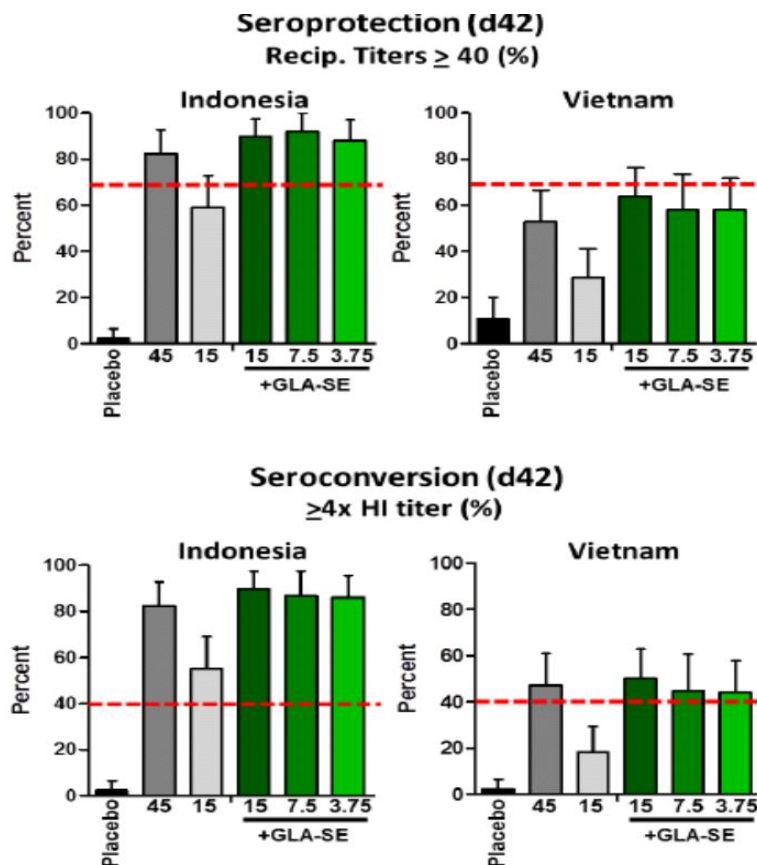 Seroprotection (d42)
Recip. Titers ≥ 40 (%)
Indonesia
Percent
100
80
60
40
20
0
Placebo
45
15
15
7.5
3.75
+GLA-SE
Vietnam
Percent
100
80
60
40
20
0
Placebo
45
15
15
7.5
3.75
+GLA-SE
Seroconversion (d42)
≥4x HI titer (%)
Indonesia
Percent
100
80
60
40
20
0
Placebo
45
15
15
7.5
3.75
+GLA-SE
Vietnam
Percent
100
80
60
40
20
0
Placebo
45
15
15
7.5
3.75
+GLA-SE